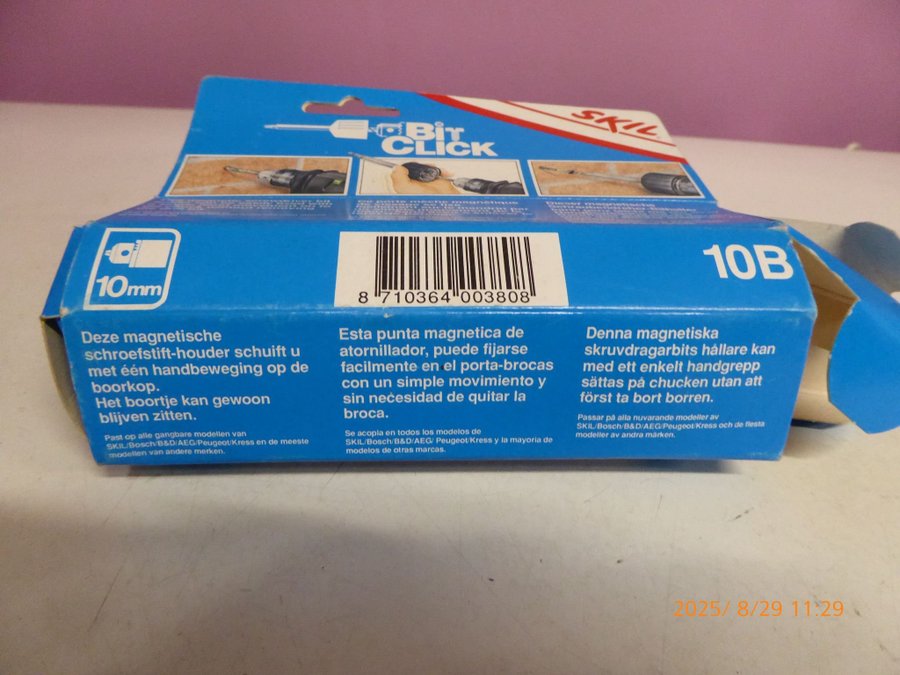 SKIL
BiT
CLiCK
10mm
8 710364 003808
10B
Deze magnetische
schroefstift-houder schuift u
met één handbeweging op de
boorkop.
Het boortje kan gewoon
blijven zitten.
Past op alle gangbare modellen van
SKIL/Bosch/B&D/AEG/Peugeot/Kress en de meeste
modellen van andere merken.
Esta punta magnetica de
atornillador, puede fijarse
facilmente en el porta-brocas
con un simple movimiento y
sin necesidad de quitar la
broca.
Se acopia en todos los modelos de
SKIL/Bosch/B&D/AEG/ Peugeot/Kress y la mayoria de
modelos de otras marcas.
Denna magnetiska
skruvdragarbits hållare kan
med ett enkelt handgrepp
sättas på chucken utan att
först ta bort borren.
Passar på alla nuvarande modeller av
SKIL/Bosch/B&D/AEG/Peugeot/Kress och de flesta
modeller av andra märken.
2025/ 8/29 11:29